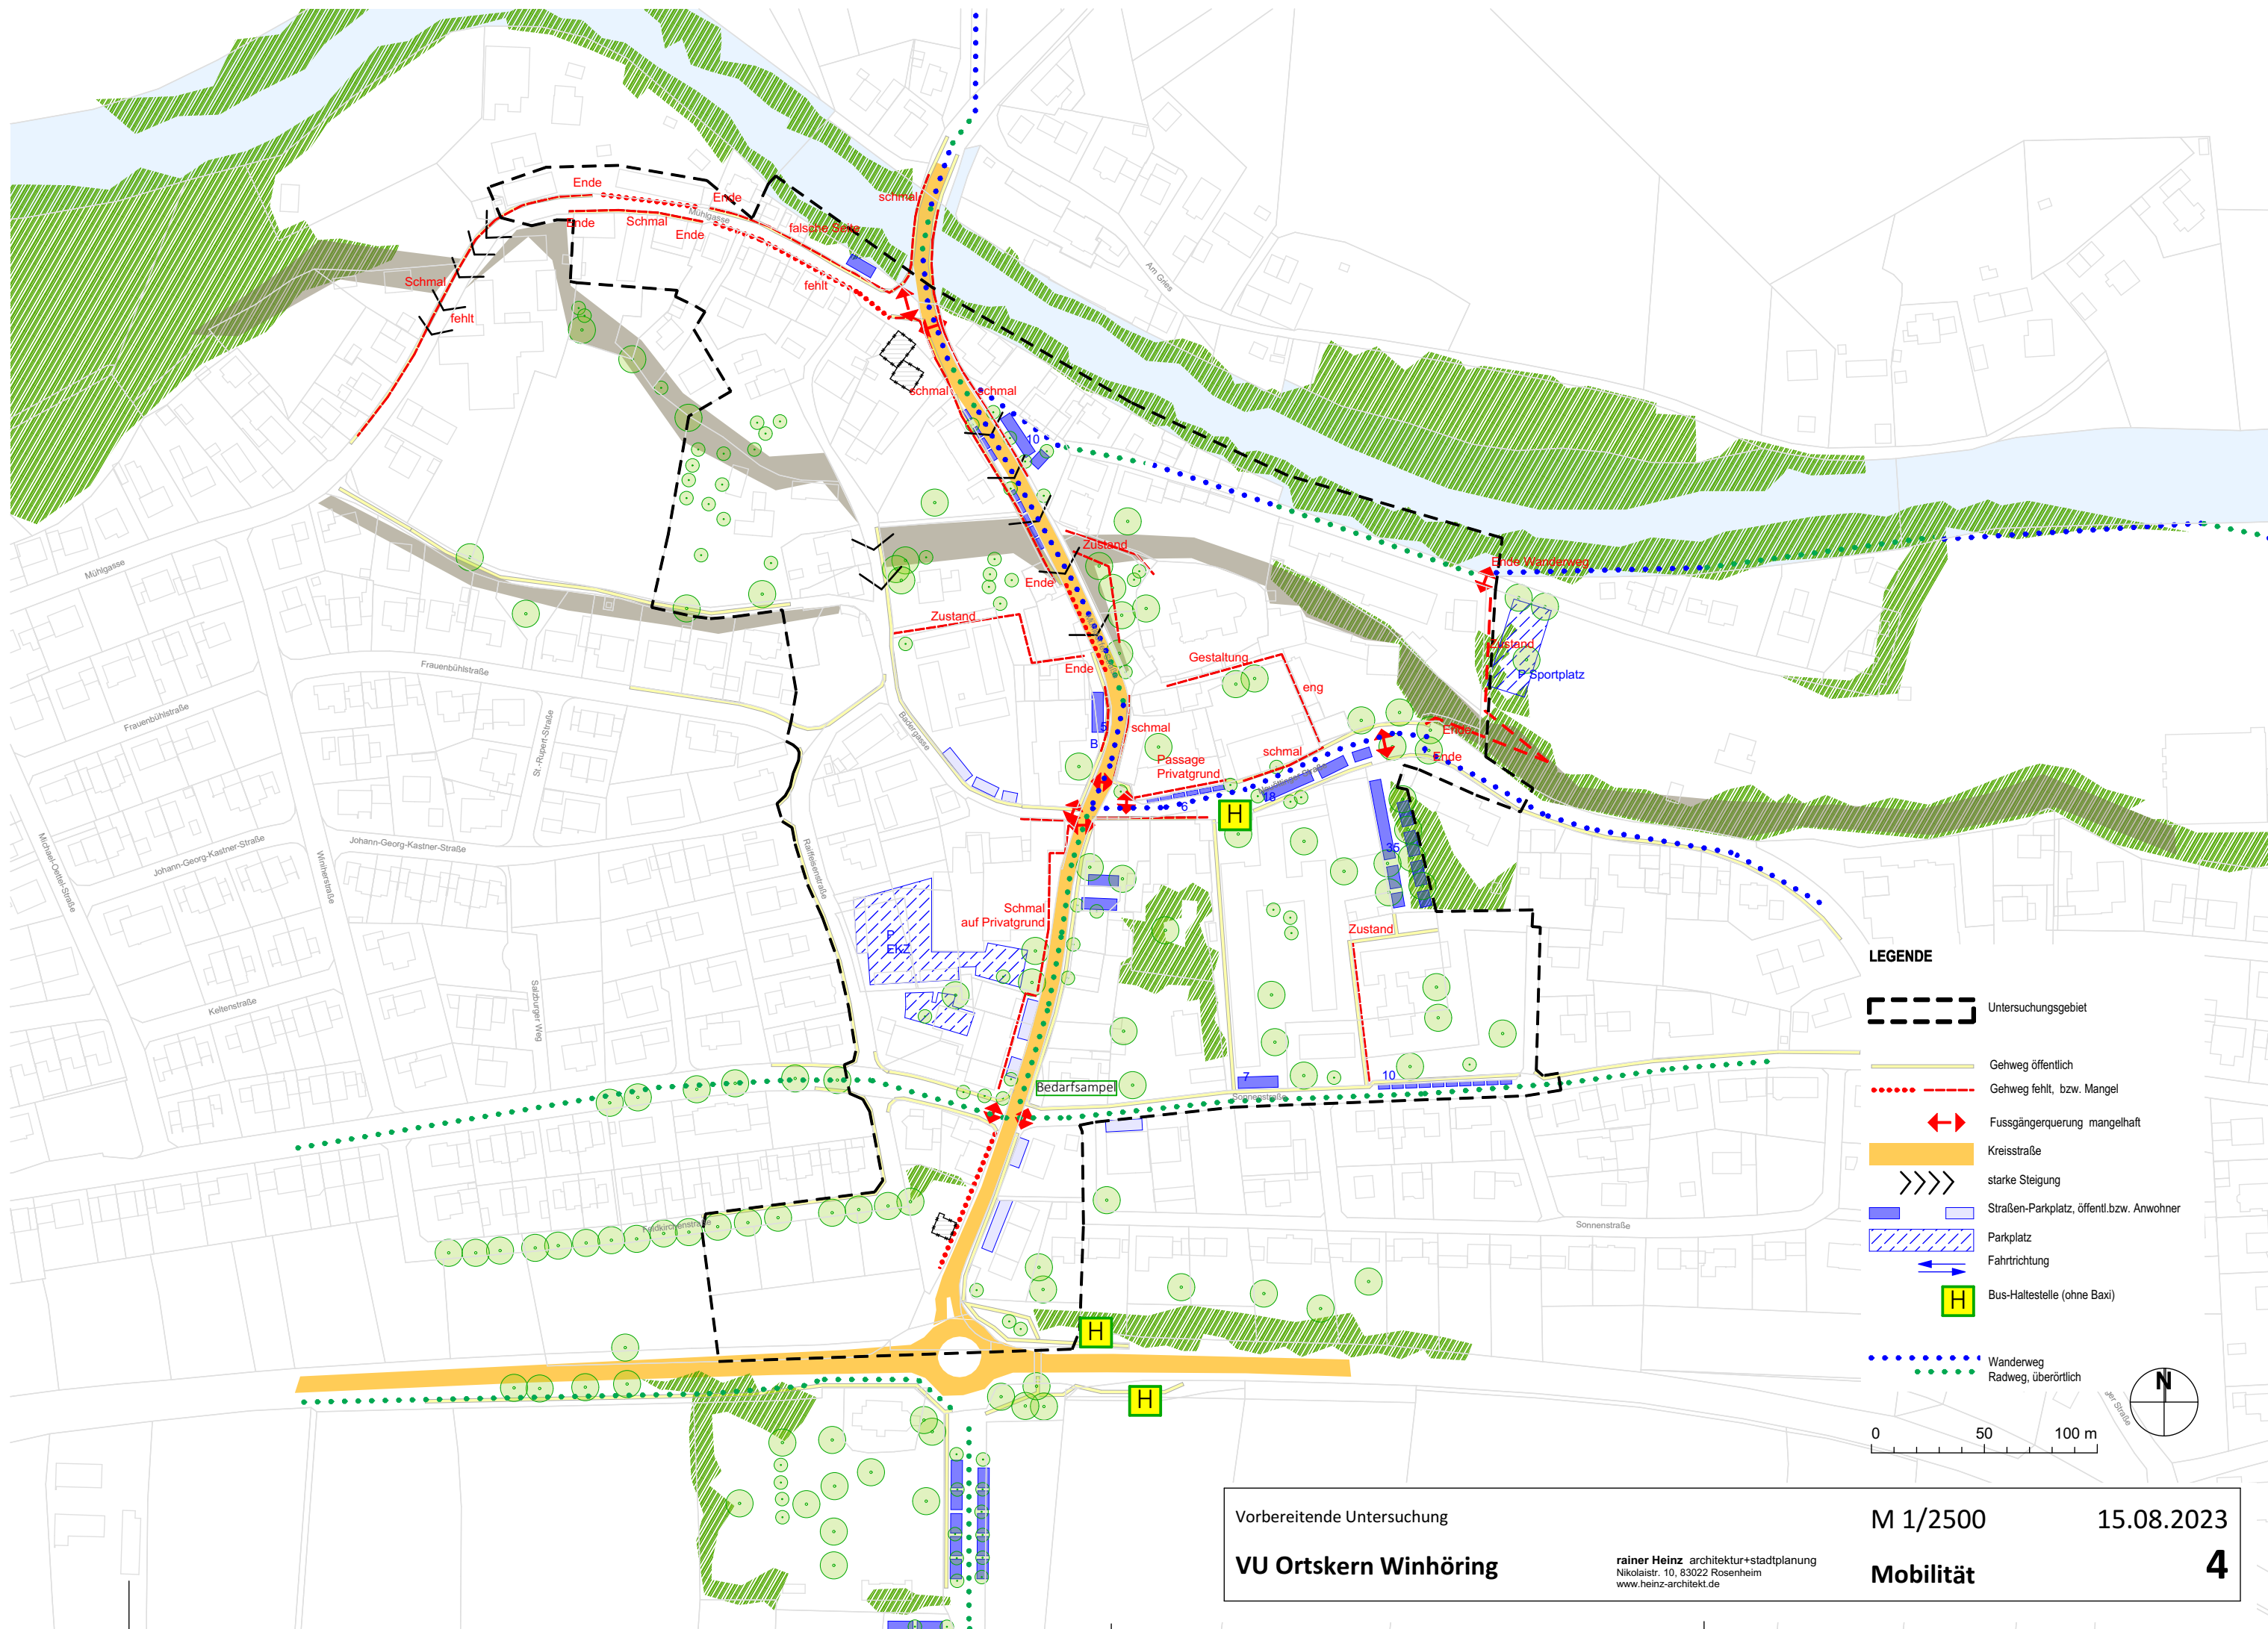 Ende
Ende
schmal
Mühlgasse
Ende
Schmal
Ende
falsche Seite
Am Gries
Schmal
fehlt
fehlt
schmal
schmal
10
Zustand
Ende
Ende Wanderweg
Mühlgasse
Zustand
Zustand
P Sportplatz
Frauenbühlstraße
Ende
Gestaltung
eng
Frauenbühlstraße
St.-Rupert-Straße
Badergasse
5
B
schmal
Passage
Privatgrund
schmal
Ende
Ende
6
18
H
Michael-Oettel-Straße
Johann-Georg-Kastner-Straße
Winiherstraße
Johann-Georg-Kastner-Straße
Raiffeisenstraße
35
Schmal
auf Privatgrund
P
EKZ
Zustand
Keltenstraße
Salzburger Weg
Bedarfsampel
7
10
Sonnenstraße
Feldkirchenstraße
Sonnenstraße
H
H
LEGENDE
Untersuchungsgebiet
Gehweg öffentlich
Gehweg fehlt, bzw. Mangel
Fussgängerquerung mangelhaft
Kreisstraße
starke Steigung
Straßen-Parkplatz, öffentl.bzw. Anwohner
Parkplatz
Fahrtrichtung
H
Bus-Haltestelle (ohne Baxi)
Wanderweg
Radweg, überörtlich
ger Straße
N
0 50 100 m
Vorbereitende Untersuchung
VU Ortskern Winhöring
rainer Heinz architektur+stadtplanung
Nikolaistr. 10, 83022 Rosenheim
www.heinz-architekt.de
M 1/2500
15.08.2023
Mobilität
4